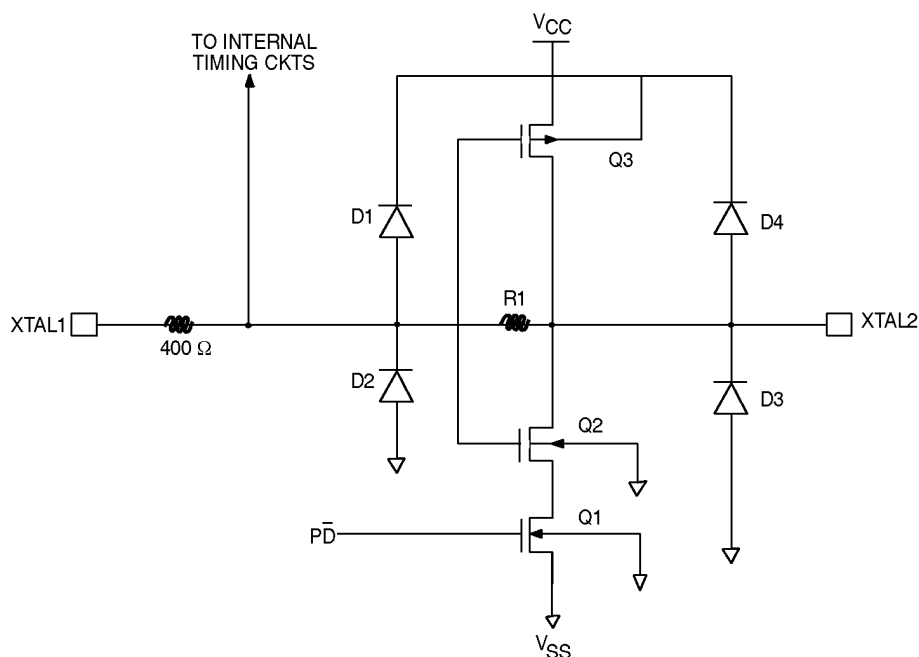 V_CC
TO INTERNAL
TIMING CKTS
Q3
D1
D4
R1
XTAL1
XTAL2
400 Ω
D2
D3
Q2
Q1
PD̅
V_SS